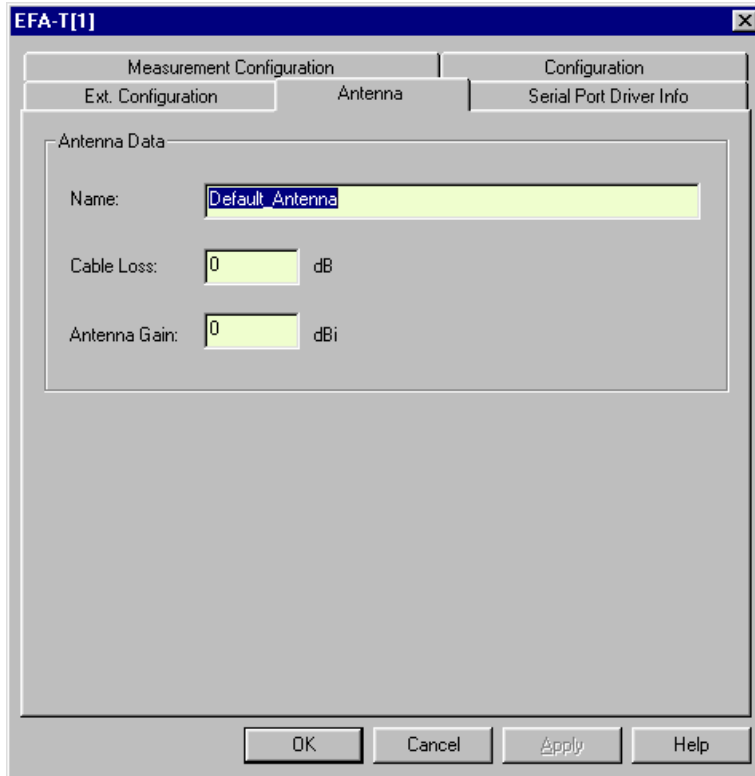 EFA-T[1]
Measurement Configuration Configuration
Ext. Configuration Antenna Serial Port Driver Info
Antenna Data
Name: Default_Antenna
Cable Loss: 0 dB
Antenna Gain: 0 dBi
OK Cancel Apply Help